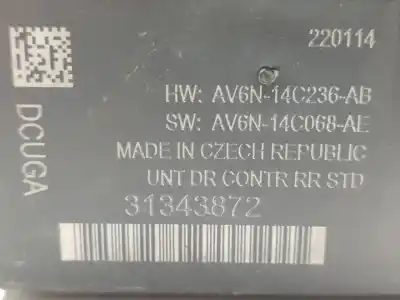 220114
HW: AV6N-14C236-AB
SW: AV6N-14C068-AE
MADE IN CZECH REPUBLIC
UNT DR CONTR RR STD
31343872
DCUGA